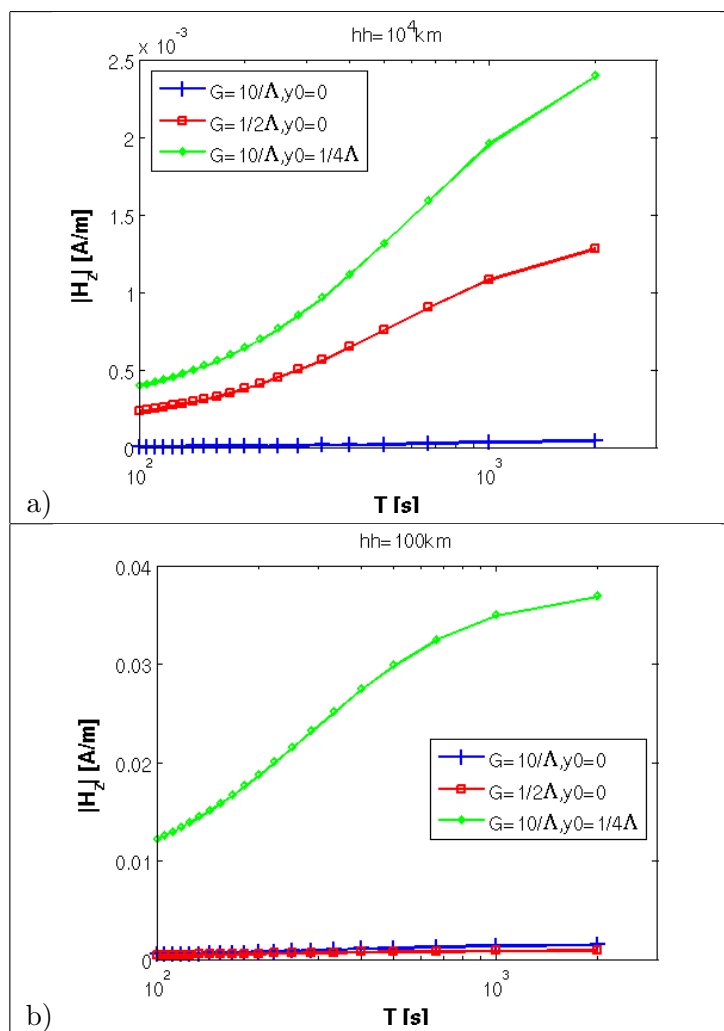 x 10⁻³
hh=10⁴km
2.5
2
1.5
1
0.5
0
|H_z| [A/m]
G=10/Λ,y0=0
G=1/2Λ,y0=0
G=10/Λ,y0=1/4Λ
10²
10³
T [s]
a)
hh=100km
0.04
0.03
0.02
0.01
0
|H_z| [A/m]
G=10/Λ,y0=0
G=1/2Λ,y0=0
G=10/Λ,y0=1/4Λ
10²
10³
T [s]
b)